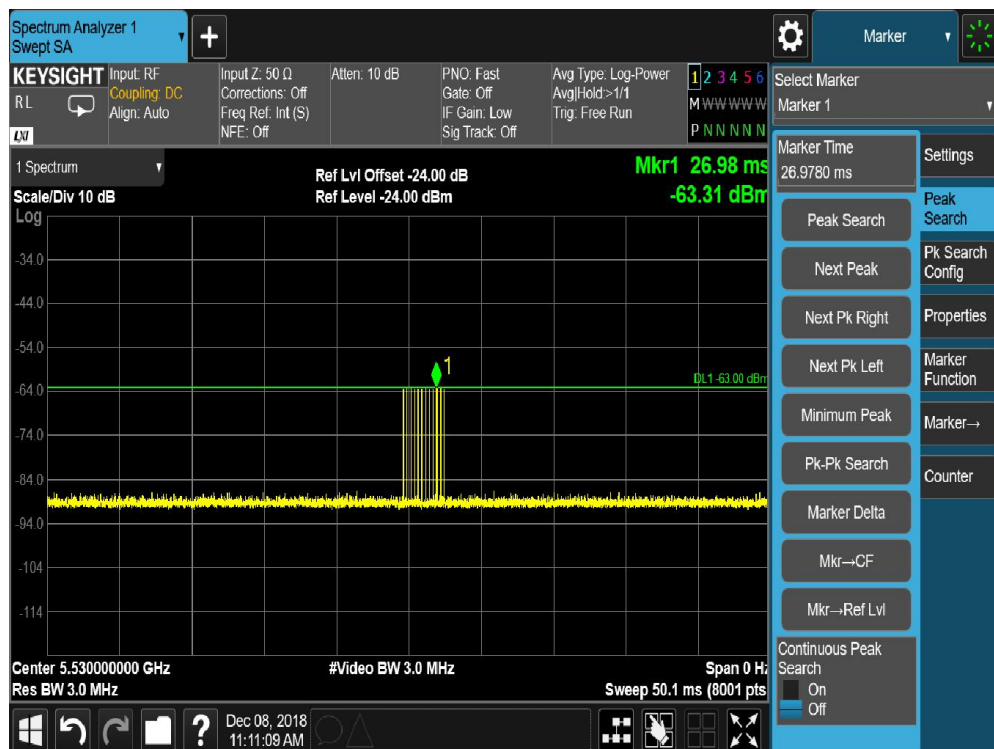 Spectrum Analyzer 1
Swept SA
+
Marker
KEYSIGHT
RL
LXI
Input: RF
Coupling: DC
Align: Auto
Input Z: 50 Ω
Corrections: Off
Freq Ref: Int (S)
NFE: Off
Atten: 10 dB
PNO: Fast
Gate: Off
IF Gain: Low
Sig Track: Off
Avg Type: Log-Power
Avg|Hold:>1/1
Trig: Free Run
1 2 3 4 5 6
M W W W W W
P N N N N N
Select Marker
Marker 1
1 Spectrum
Scale/Div 10 dB
Log
Ref Lvl Offset -24.00 dB
Ref Level -24.00 dBm
Mkr1 26.98 ms
-63.31 dBm
-34.0
-44.0
-54.0
-64.0
-74.0
-84.0
-94.0
-104
-114
1
DL1 -63.00 dBm
Center 5.530000000 GHz
Res BW 3.0 MHz
#Video BW 3.0 MHz
Span 0 Hz
Sweep 50.1 ms (8001 pts
Marker Time
26.9780 ms
Peak Search
Next Peak
Next Pk Right
Next Pk Left
Minimum Peak
Pk-Pk Search
Marker Delta
Mkr→CF
Mkr→Ref Lvl
Continuous Peak
Search
On
Off
Settings
Peak
Search
Pk Search
Config
Properties
Marker
Function
Marker→
Counter
?
Dec 08, 2018
11:11:09 AM